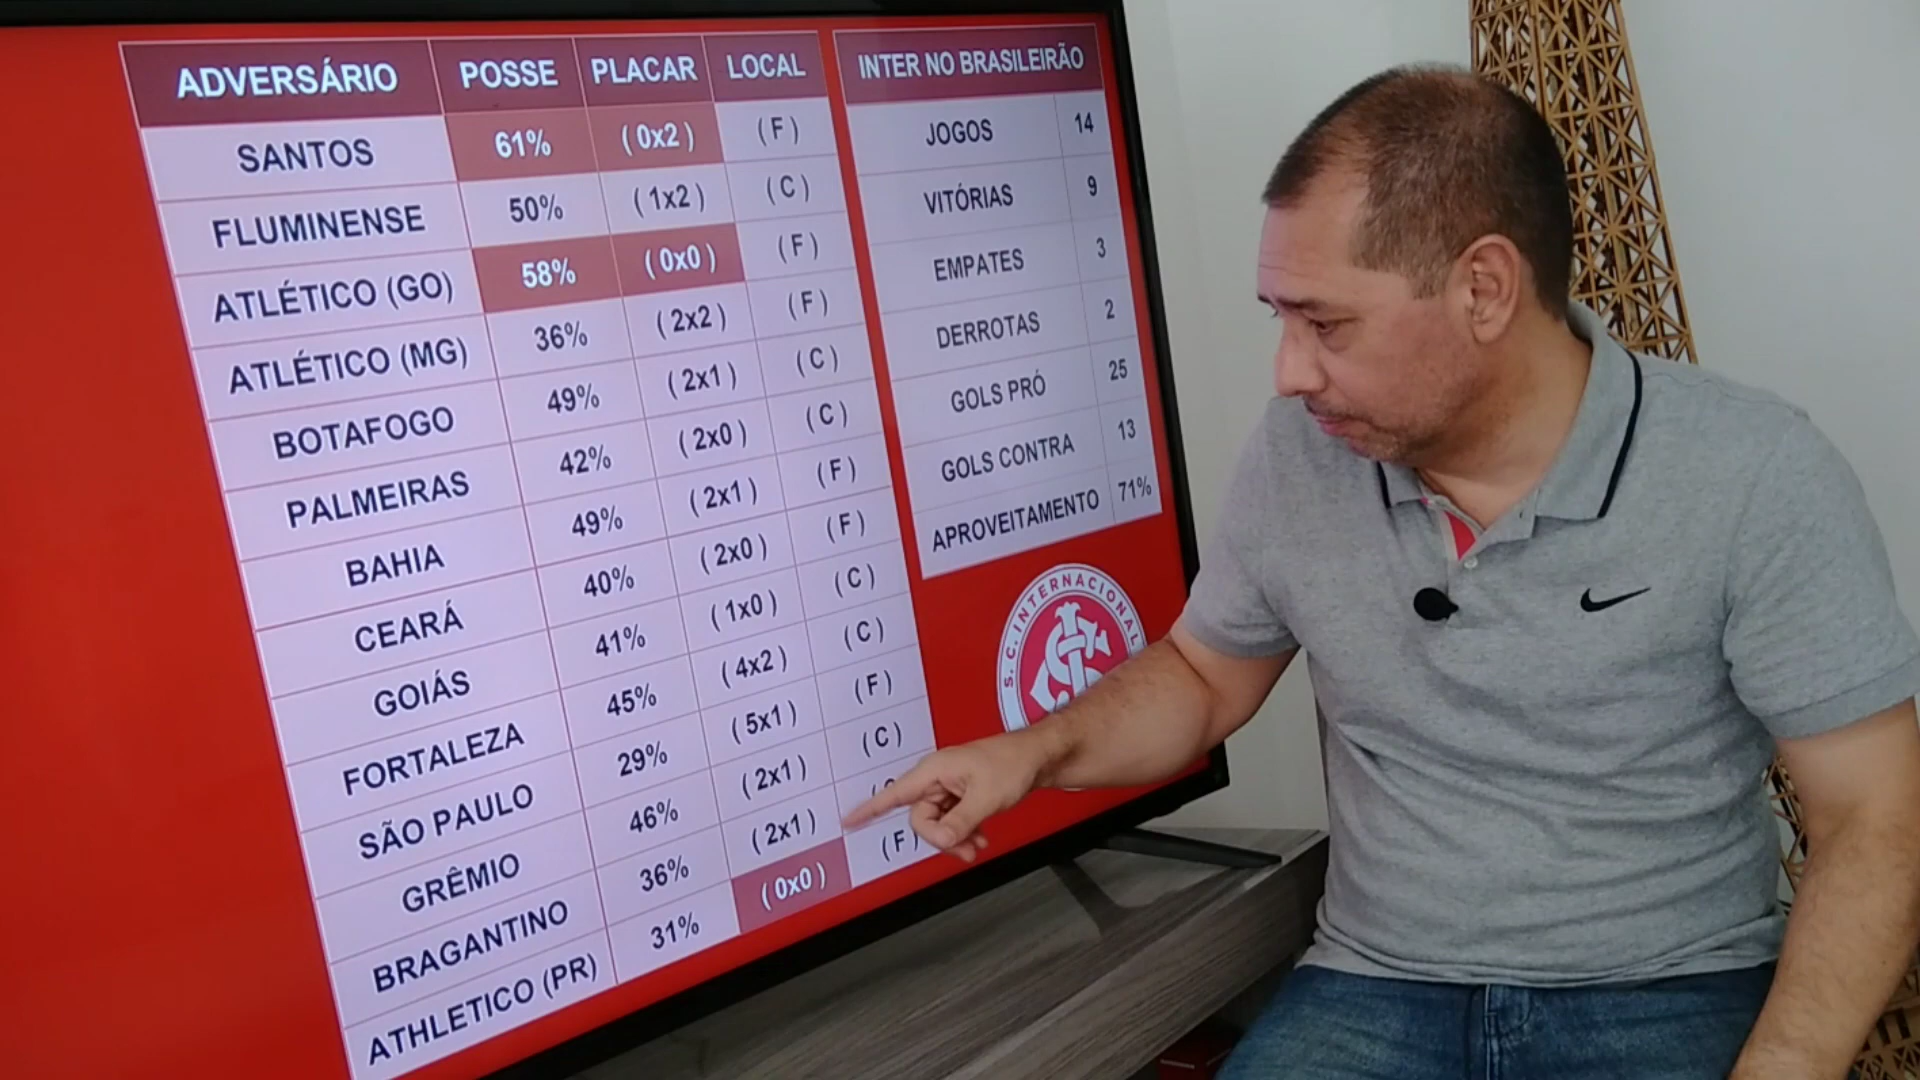 ADVERSÁRIO POSSE PLACAR LOCAL
SANTOS 61% ( 0x2 ) ( F )
FLUMINENSE 50% ( 1x2 ) ( C )
ATLÉTICO (GO) 58% ( 0x0 ) ( F )
ATLÉTICO (MG) 36% ( 2x2 ) ( F )
BOTAFOGO 49% ( 2x1 ) ( C )
PALMEIRAS 42% ( 2x0 ) ( C )
BAHIA 49% ( 2x1 ) ( F )
CEARÁ 40% ( 2x0 ) ( F )
GOIÁS 41% ( 1x0 ) ( C )
FORTALEZA 45% ( 4x2 ) ( C )
SÃO PAULO 29% ( 5x1 ) ( F )
GRÊMIO 46% ( 2x1 ) ( C )
BRAGANTINO 36% ( 2x1 )
ATHLETICO (PR) 31% ( 0x0 ) ( F )
INTER NO BRASILEIRÃO
JOGOS 14
VITÓRIAS 9
EMPATES 3
DERROTAS 2
GOLS PRÓ 25
GOLS CONTRA 13
APROVEITAMENTO 71%
S. C. INTERNACIONAL